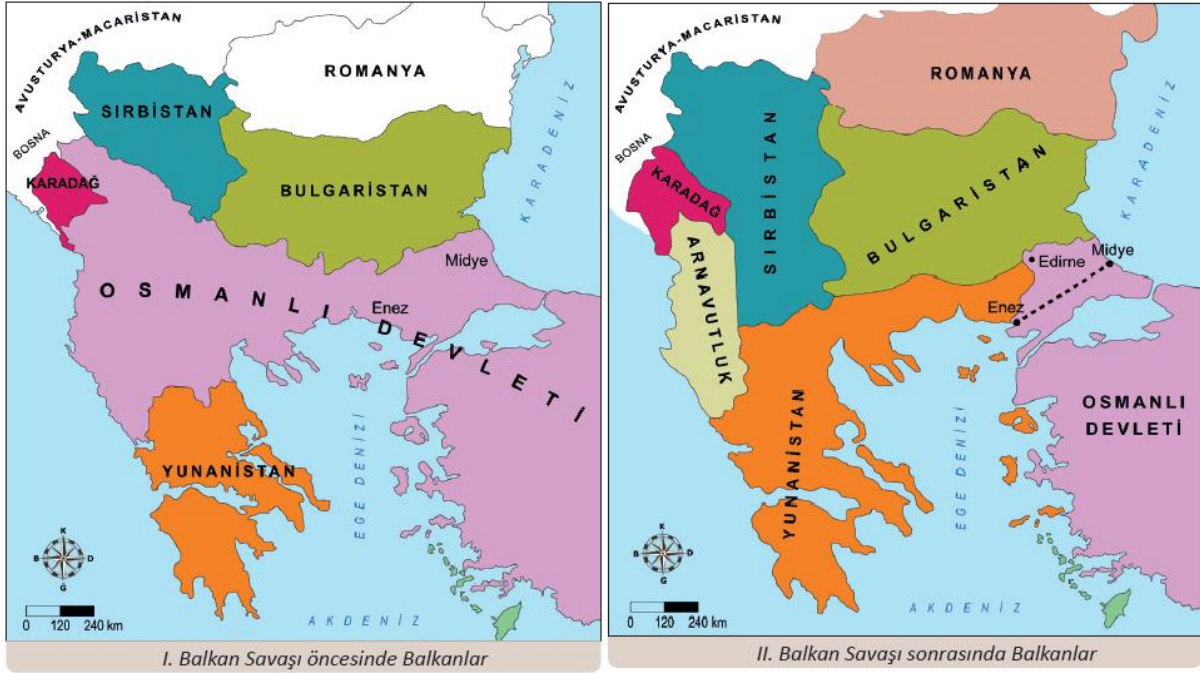 AVUSTURYA-MACARİSTAN
ROMANYA
SIRBİSTAN
BOSNA
KARADAĞ
BULGARİSTAN
KARADENİZ
Midye
OSMANLI DEVLETİ
Enez
YUNANİSTAN
EGE DENİZİ
K
B D
G
0 120 240 km
AKDENİZ
I. Balkan Savaşı öncesinde Balkanlar
AVUSTURYA-MACARİSTAN
ROMANYA
SIRBİSTAN
BOSNA
KARADAĞ
BULGARİSTAN
KARADENİZ
ARNAVUTLUK
Midye
Edirne
Enez
YUNANİSTAN
EGE DENİZİ
OSMANLI
DEVLETİ
K
B D
G
0 120 240 km
AKDENİZ
II. Balkan Savaşı sonrasında Balkanlar